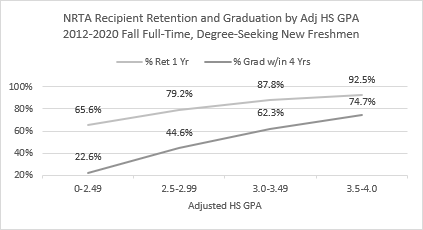 NRTA Recipient Retention and Graduation by Adj HS GPA
2012-2020 Fall Full-Time, Degree-Seeking New Freshmen
% Ret 1 Yr % Grad w/in 4 Yrs
100%
80%
60%
40%
20%
65.6% 79.2% 87.8% 92.5%
22.6% 44.6% 62.3% 74.7%
0-2.49 2.5-2.99 3.0-3.49 3.5-4.0
Adjusted HS GPA